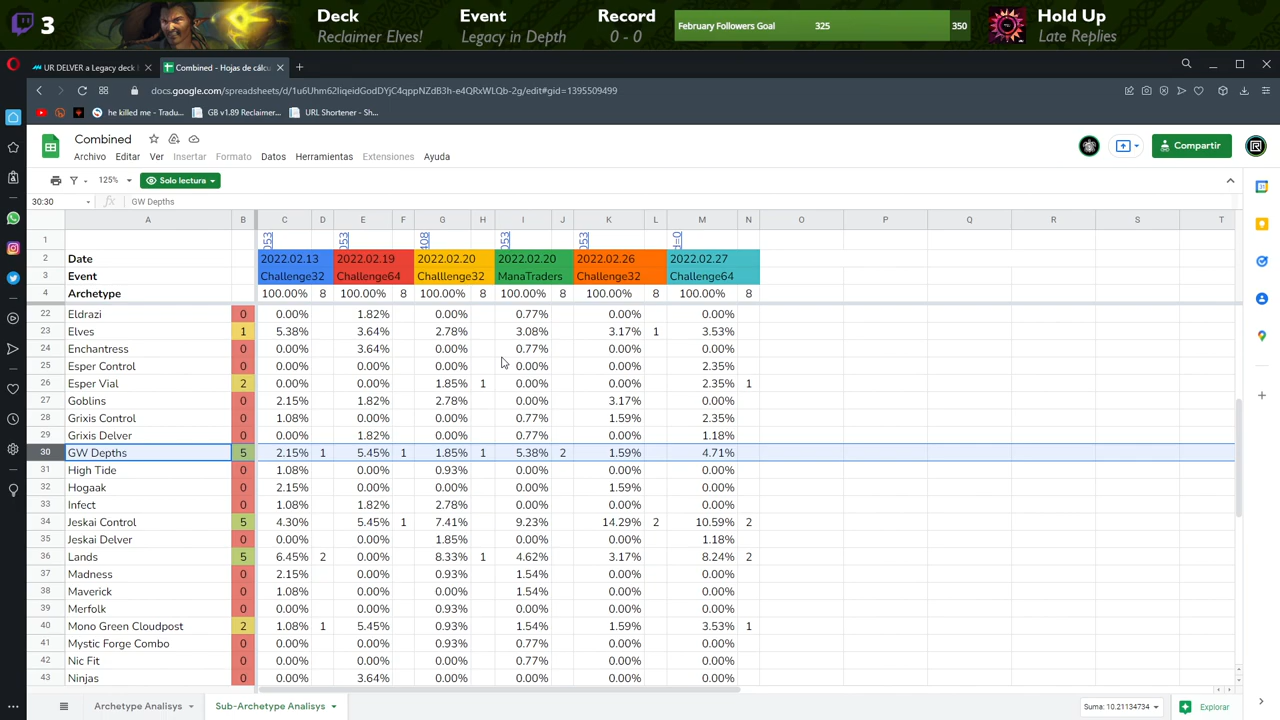 3
Deck
Reclaimer Elves!
Event
Legacy in Depth
Record
0 - 0
February Followers Goal 325 350
Hold Up
Late Replies
UR DELVER a Legacy deck
Combined - Hojas de cálcu
docs.google.com/spreadsheets/d/1u6Uhm62IiqeidGodDYjC4qppNZdB3h-e4QRxWLQb-2g/edit#gid=1395509499
he killed me - Tradu...
GB v1.89 Reclaimer...
URL Shortener - Sh...
Combined
Compartir
Archivo Editar Ver Insertar Formato Datos Herramientas Extensiones Ayuda
125% Solo lectura
30:30 fx GW Depths
A B C D E F G H I J K L M N O P Q R S T
1 053 053 408 053 053 d=0
2 Date 2022.02.13 2022.02.19 2022.02.20 2022.02.20 2022.02.26 2022.02.27
3 Event Challenge32 Challenge64 Challlenge32 ManaTraders Challenge32 Challenge64
4 Archetype 100.00% 8 100.00% 8 100.00% 8 100.00% 8 100.00% 8 100.00% 8
22 Eldrazi 0 0.00% 1.82% 0.00% 0.77% 0.00% 0.00%
23 Elves 1 5.38% 3.64% 2.78% 3.08% 3.17% 1 3.53%
24 Enchantress 0 0.00% 3.64% 0.00% 0.77% 0.00% 0.00%
25 Esper Control 0 0.00% 0.00% 0.00% 0.00% 0.00% 2.35%
26 Esper Vial 2 0.00% 0.00% 1.85% 1 0.00% 0.00% 2.35% 1
27 Goblins 0 2.15% 1.82% 2.78% 0.00% 3.17% 0.00%
28 Grixis Control 0 1.08% 0.00% 0.00% 0.77% 1.59% 2.35%
29 Grixis Delver 0 0.00% 1.82% 0.00% 0.77% 0.00% 1.18%
30 GW Depths 5 2.15% 1 5.45% 1 1.85% 1 5.38% 2 1.59% 4.71%
31 High Tide 0 1.08% 0.00% 0.93% 0.00% 0.00% 0.00%
32 Hogaak 0 2.15% 0.00% 0.00% 0.00% 1.59% 0.00%
33 Infect 0 1.08% 1.82% 2.78% 0.00% 0.00% 0.00%
34 Jeskai Control 5 4.30% 5.45% 1 7.41% 9.23% 14.29% 2 10.59% 2
35 Jeskai Delver 0 0.00% 0.00% 1.85% 0.00% 0.00% 1.18%
36 Lands 5 6.45% 2 0.00% 8.33% 1 4.62% 3.17% 8.24% 2
37 Madness 0 2.15% 0.00% 0.93% 1.54% 0.00% 0.00%
38 Maverick 0 1.08% 0.00% 0.00% 1.54% 0.00% 0.00%
39 Merfolk 0 0.00% 0.00% 0.93% 0.00% 0.00% 0.00%
40 Mono Green Cloudpost 2 1.08% 1 5.45% 0.93% 1.54% 1.59% 3.53% 1
41 Mystic Forge Combo 0 0.00% 0.00% 0.93% 0.77% 0.00% 0.00%
42 Nic Fit 0 0.00% 0.00% 0.00% 0.77% 0.00% 0.00%
43 Ninjas 0 0.00% 3.64% 0.00% 0.00% 0.00% 0.00%
Archetype Analisys Sub-Archetype Analisys Suma: 10.21134734 Explorar